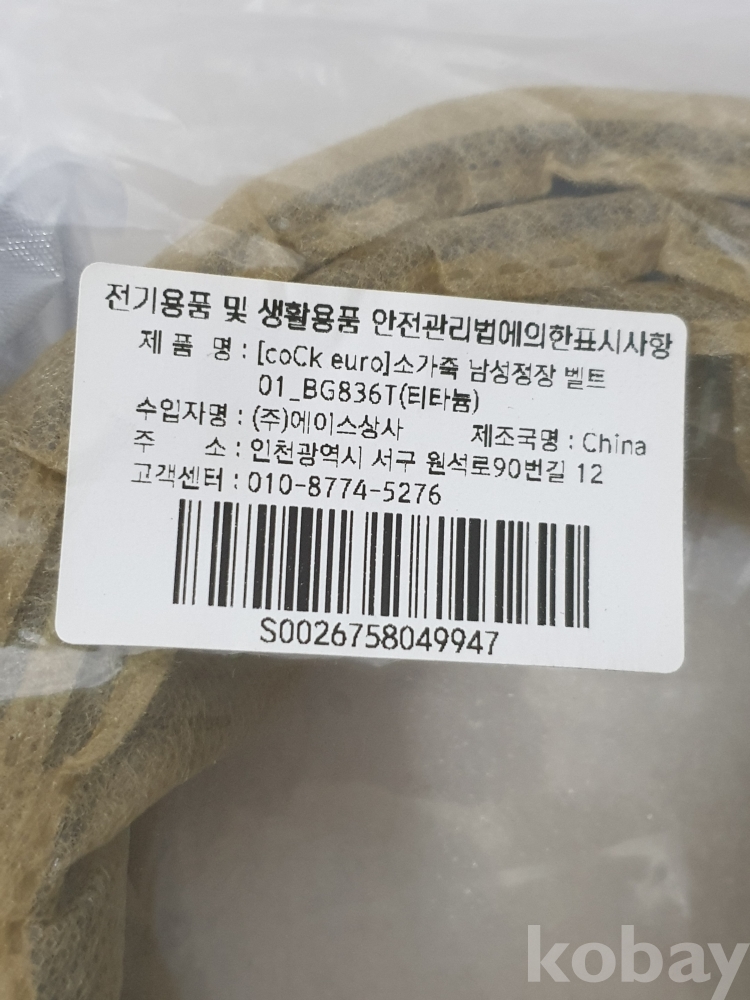 전기용품 및 생활용품 안전관리법에의한표시사항
제 품 명 : [coCk euro]소가죽 남성정장 벨트
01_BG836T(티타늄)
수입자명 : (주)에이스상사 제조국명 : China
주 소 : 인천광역시 서구 원석로90번길 12
고객센터 : 010-8774-5276
S0026758049947
kobay